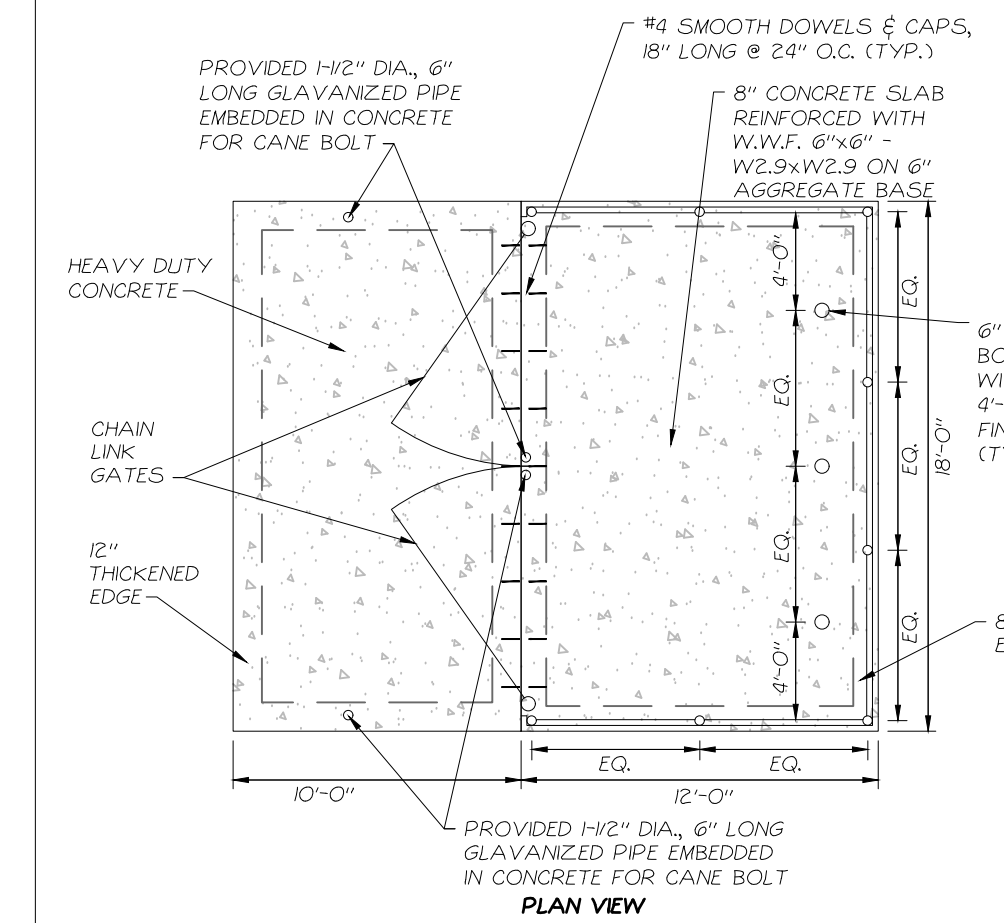 #4 SMOOTH DOWELS & CAPS,
18" LONG @ 24" O.C. (TYP.)
PROVIDED 1-1/2" DIA., 6"
LONG GLAVANIZED PIPE
EMBEDDED IN CONCRETE
FOR CANE BOLT
8" CONCRETE SLAB
REINFORCED WITH
W.W.F. 6"x6" -
W2.9xW2.9 ON 6"
AGGREGATE BASE
HEAVY DUTY
CONCRETE
4'-0"
EQ.
6"
BO
WI
4'-
FIN
(TY
EQ.
CHAIN
LINK
GATES
EQ.
18'-0"
12"
THICKENED
EDGE
EQ.
EQ.
4'-0"
8
E
EQ.
EQ.
10'-0"
12'-0"
PROVIDED 1-1/2" DIA., 6" LONG
GLAVANIZED PIPE EMBEDDED
IN CONCRETE FOR CANE BOLT
PLAN VIEW